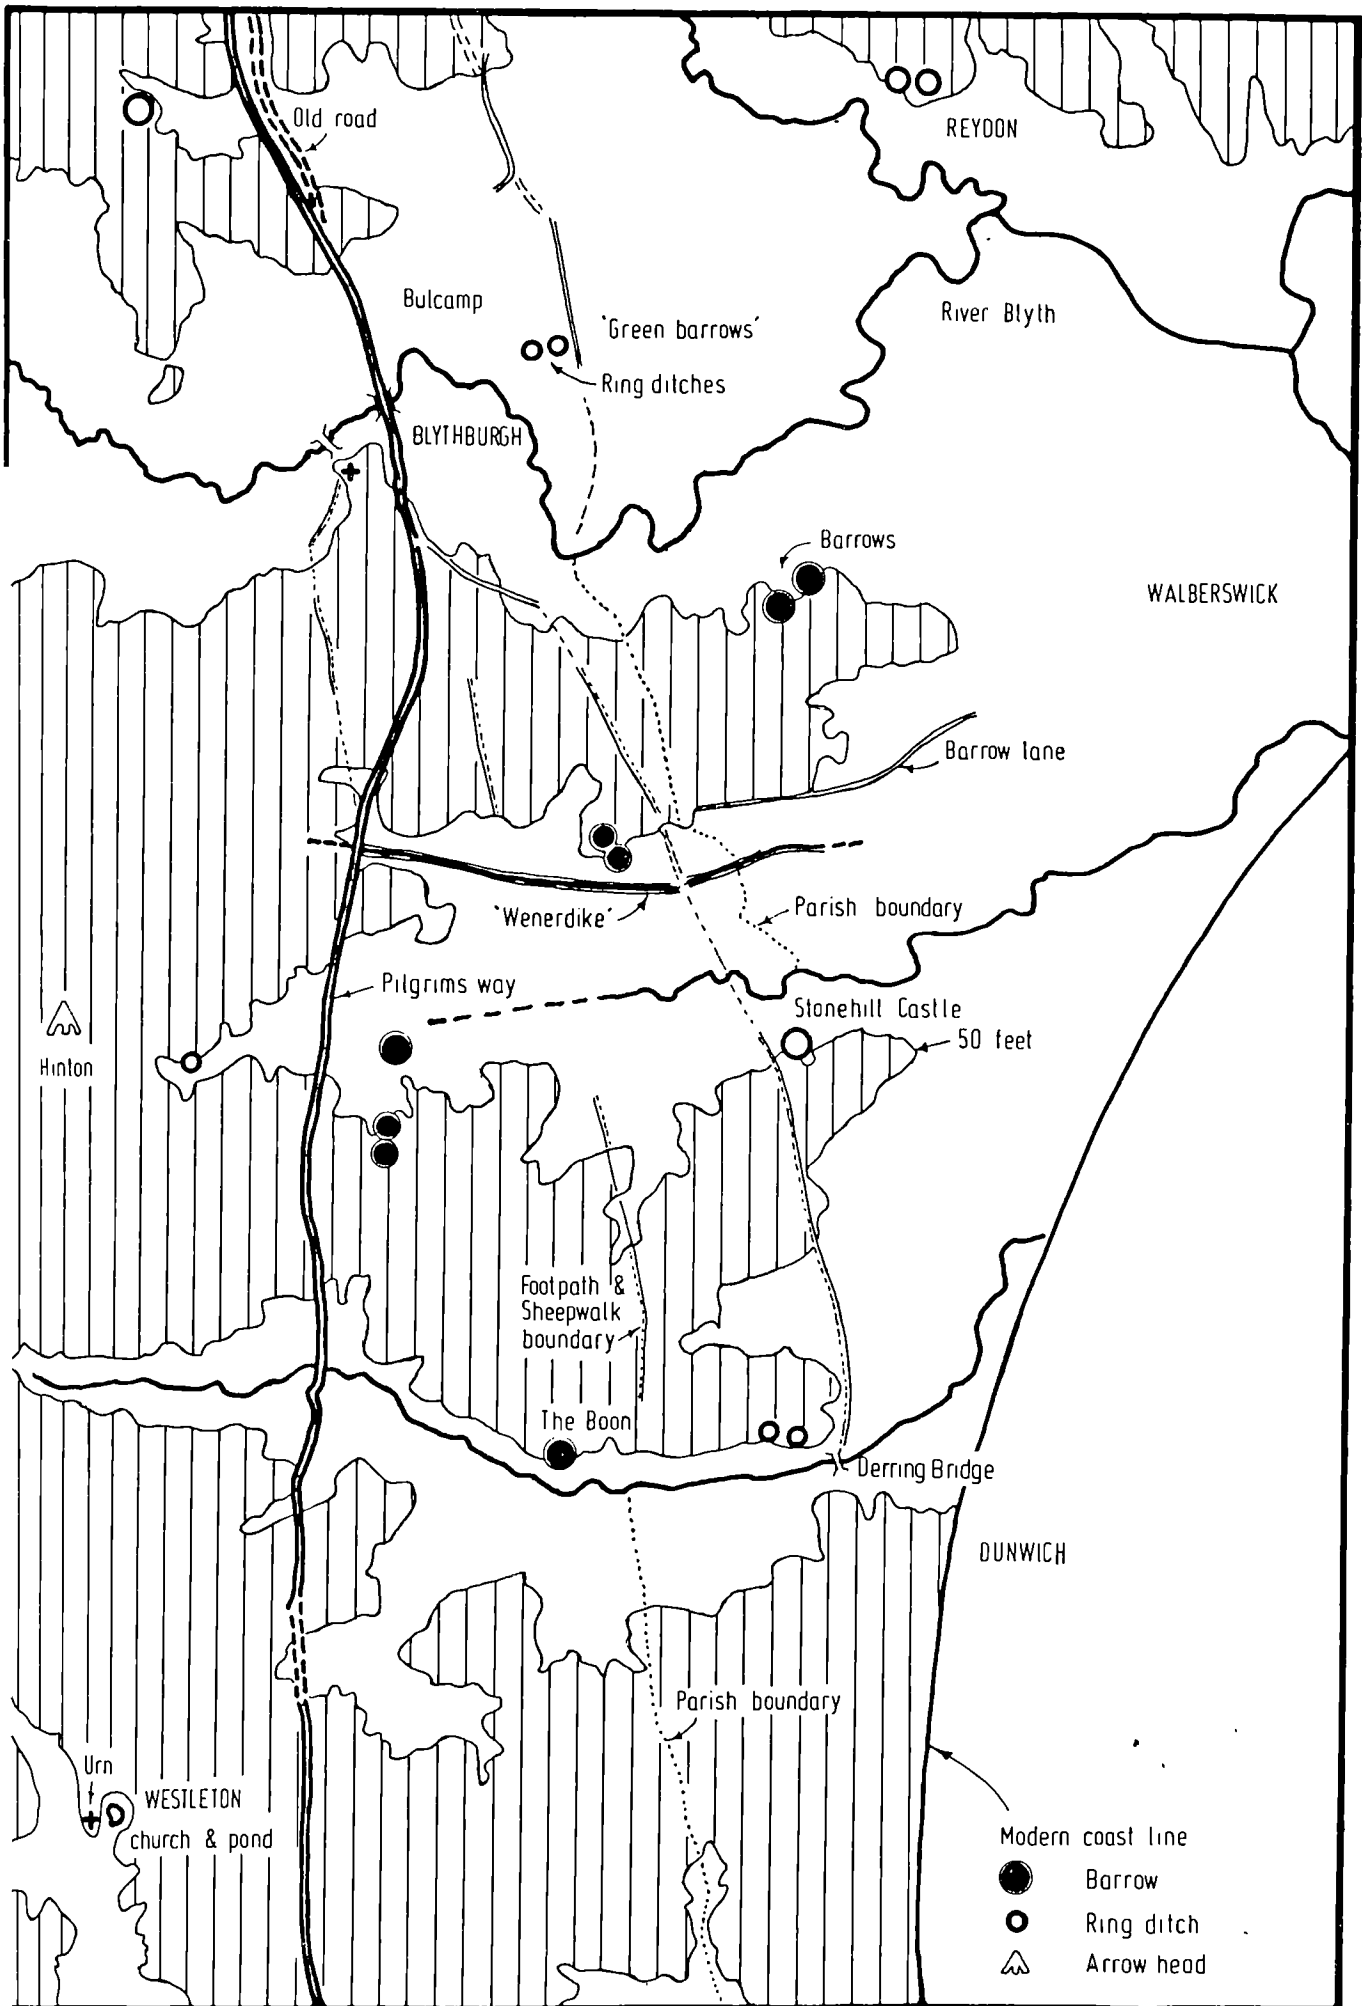 REYDON
Old road
Bulcamp
River Blyth
'Green barrows'
Ring ditches
BLYTHBURGH
Barrows
WALBERSWICK
Barrow lane
'Wenerdike'
Parish boundary
Pilgrims way
Stonehill Castle
50 feet
Hinton
Footpath &
Sheepwalk
boundary
The Boon
Derring Bridge
DUNWICH
Parish boundary
Urn
WESTLETON
church & pond
Modern coast line
Barrow
Ring ditch
Arrow head